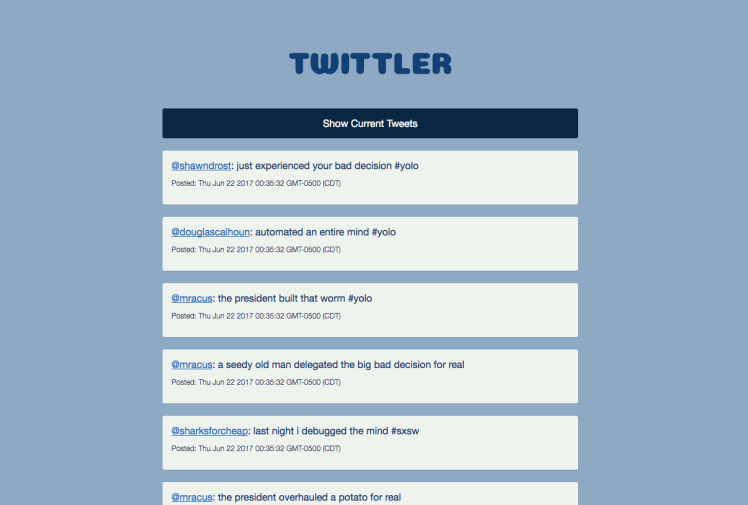 TWITTLER
Show Current Tweets
@shawndrost: just experienced your bad decision #yolo
Posted: Thu Jun 22 2017 00:35:32 GMT-0500 (CDT)
@douglascalhoun: automated an entire mind #yolo
Posted: Thu Jun 22 2017 00:35:32 GMT-0500 (CDT)
@mracus: the president built that worm #yolo
Posted: Thu Jun 22 2017 00:35:32 GMT-0500 (CDT)
@mracus: a seedy old man delegated the big bad decision for real
Posted: Thu Jun 22 2017 00:35:32 GMT-0500 (CDT)
@sharksforcheap: last night i debugged the mind #sxsw
Posted: Thu Jun 22 2017 00:35:32 GMT-0500 (CDT)
@mracus: the president overhauled a potato for real